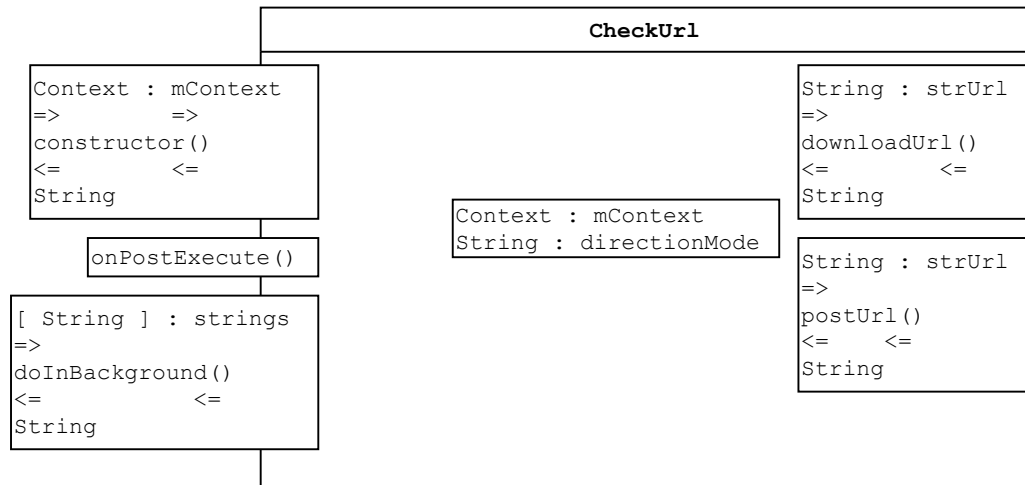 CheckUrl
Context : mContext
=> =>
constructor()
<= <=
String
onPostExecute()
[ String ] : strings
=>
doInBackground()
<= <=
String
Context : mContext
String : directionMode
String : strUrl
=>
downloadUrl()
<= <=
String
String : strUrl
=>
postUrl()
<= <=
String